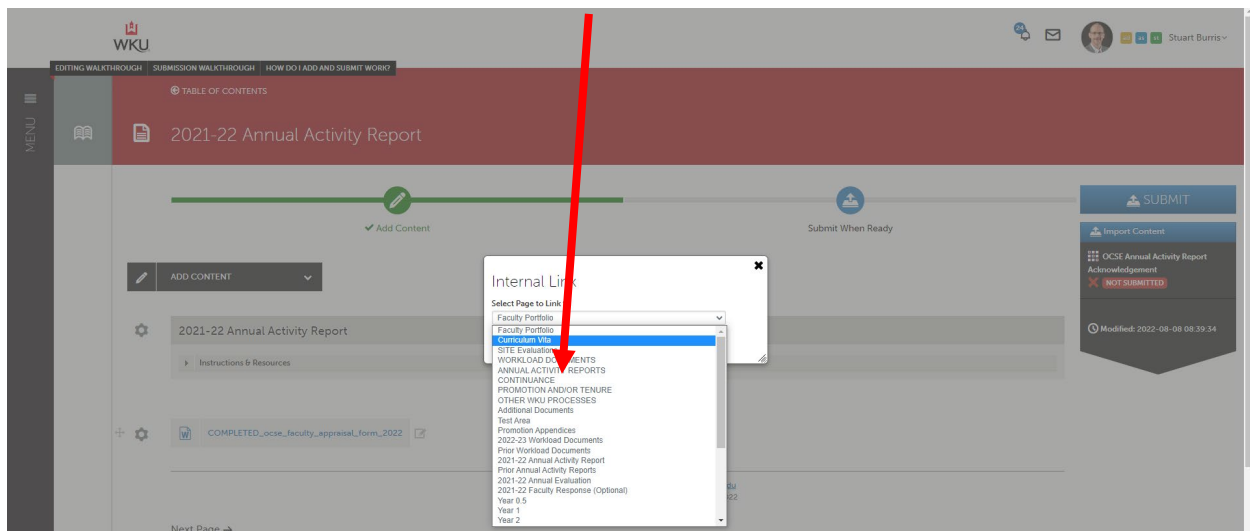 WKU
24
Stuart Burris
EDITING WALKTHROUGH SUBMISSION WALKTHROUGH HOW DO I ADD AND SUBMIT WORK?
MENU
TABLE OF CONTENTS
2021-22 Annual Activity Report
Add Content
Submit When Ready
SUBMIT
Import Content
OCSE Annual Activity Report
Acknowledgement
NOT SUBMITTED
Modified: 2022-08-08 08:39:34
ADD CONTENT
2021-22 Annual Activity Report
Instructions & Resources
W COMPLETED_ocse_faculty_appraisal_form_2022
Next Page →
Internal Link
Select Page to Link:
Faculty Portfolio
Faculty Portfolio
Curriculum Vita
SITE Evaluations
WORKLOAD DOCUMENTS
ANNUAL ACTIVITY REPORTS
CONTINUANCE
PROMOTION AND/OR TENURE
OTHER WKU PROCESSES
Additional Documents
Test Area
Promotion Appendices
2022-23 Workload Documents
Prior Workload Documents
2021-22 Annual Activity Report
Prior Annual Activity Reports
2021-22 Annual Evaluation
2021-22 Faculty Response (Optional)
Year 0.5
Year 1
Year 2